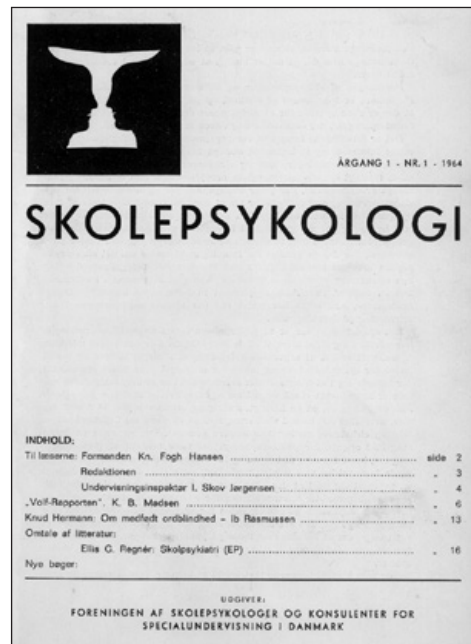 ÅRGANG 1 - NR. 1 - 1964
SKOLEPSYKOLOGI
INDHOLD:
Til læserne: Formanden Kn. Fogh Hansen ........ side 2
Redaktionen ........ „ 3
Undervisningsinspektør I. Skov Jørgensen ........ „ 4
„Volf-Rapporten". K. B. Madsen ........ „ 6
Knud Hermann: Om medfødt ordblindhed - Ib Rasmussen ........ „ 13
Omtale af litteratur:
Ellis G. Regnér: Skolpsykiatri (EP) ........ „ 16
Nye bøger:
UDGIVER:
FORENINGEN AF SKOLEPSYKOLOGER OG KONSULENTER FOR
SPECIALUNDERVISNING I DANMARK